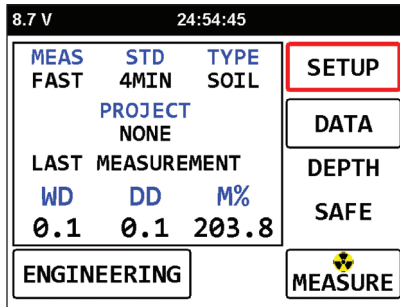 8.7 V 24:54:45
MEAS STD TYPE
FAST 4MIN SOIL
PROJECT
NONE
LAST MEASUREMENT
WD DD M%
0.1 0.1 203.8
SETUP
DATA
DEPTH
SAFE
ENGINEERING
MEASURE